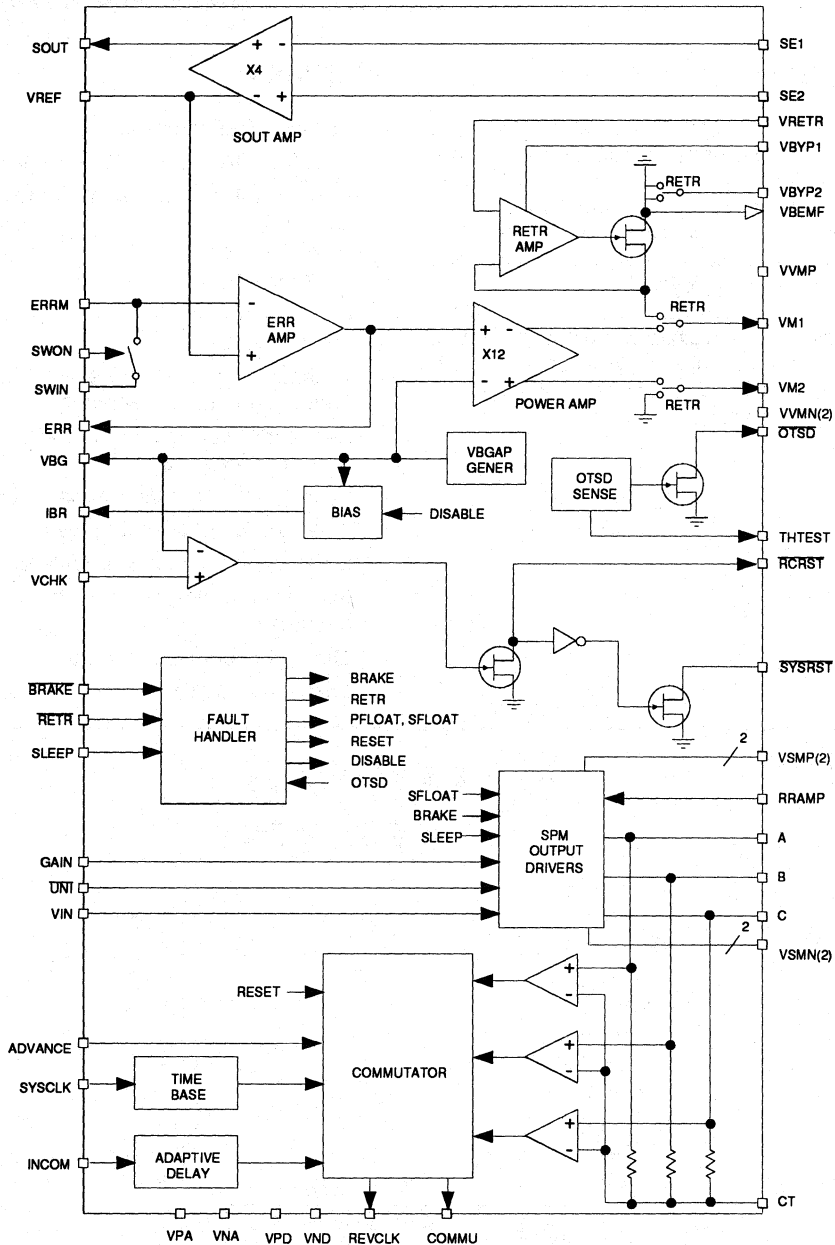 SOUT
+ -
SE1
X4
VREF
- +
SE2
SOUT AMP
VRETR
VBYP1
RETR
VBYP2
RETR
AMP
VBEMF
VVMP
ERRM
-
ERR
AMP
+
RETR
VM1
+ -
SWON
X12
SWIN
- +
VM2
POWER AMP
RETR
VVMN(2)
ERR
OTSD
VBG
VBGAP
GENER
OTSD
SENSE
IBR
BIAS
DISABLE
THTEST
-
+
VCHK
RCRST
SYSRST
BRAKE
RETR
SLEEP
FAULT
HANDLER
BRAKE
RETR
PFLOAT, SFLOAT
RESET
DISABLE
OTSD
2
VSMP(2)
SFLOAT
BRAKE
SLEEP
SPM
OUTPUT
DRIVERS
RRAMP
A
GAIN
B
UNI
VIN
C
2
VSMN(2)
RESET
+
-
ADVANCE
COMMUTATOR
+
-
SYSCLK
TIME
BASE
+
-
INCOM
ADAPTIVE
DELAY
CT
VPA
VNA
VPD
VND
REVCLK
COMMU